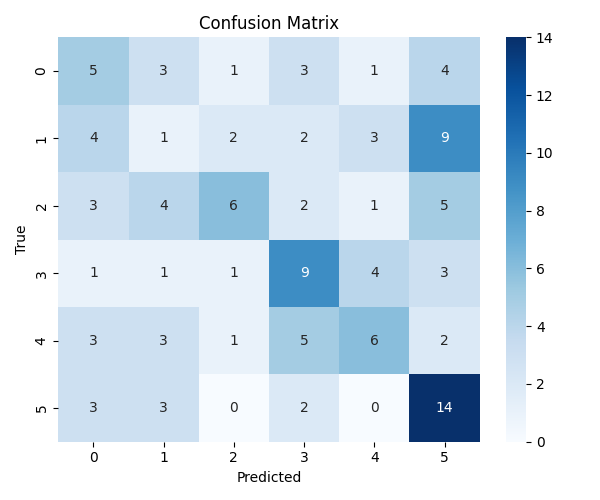 Confusion Matrix
0 5 3 1 3 1 4
1 4 1 2 2 3 9
2 3 4 6 2 1 5
3 1 1 1 9 4 3
4 3 3 1 5 6 2
5 3 3 0 2 0 14
0 1 2 3 4 5
True
Predicted
14
12
10
8
6
4
2
0